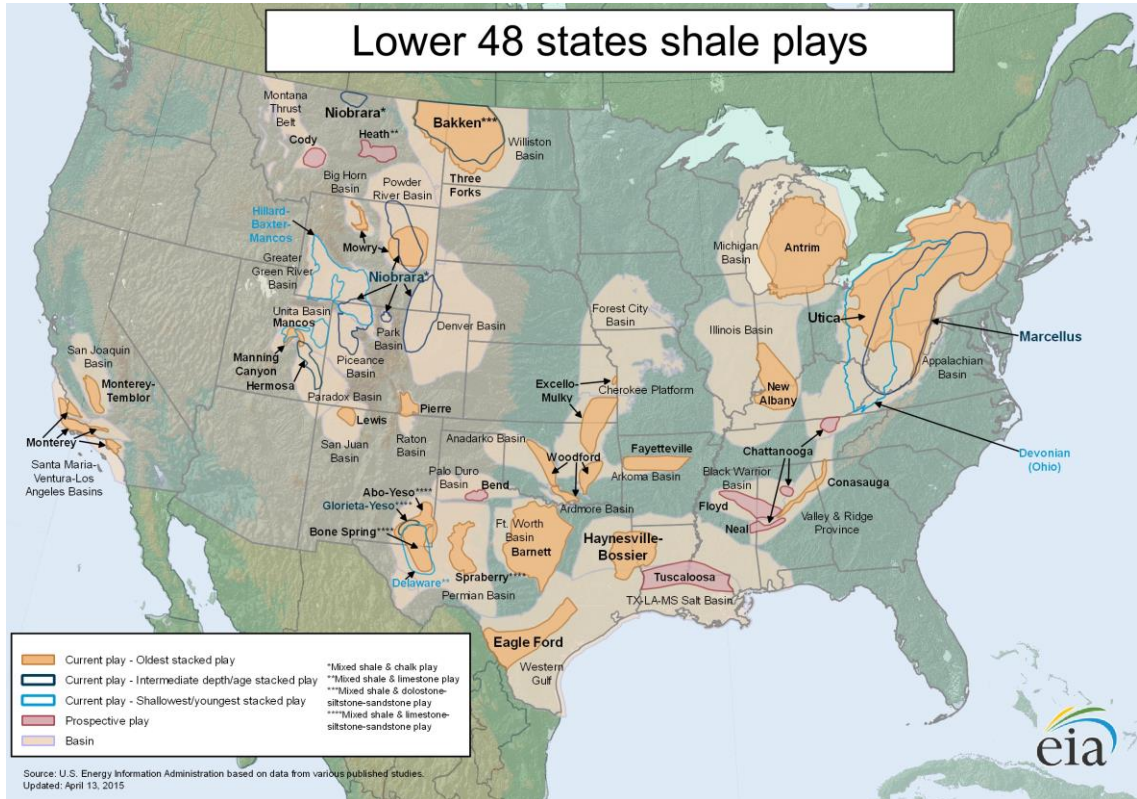 Lower 48 states shale plays
Montana
Thrust
Belt
Niobrara*
Bakken***
Cody
Heath**
Williston
Basin
Big Horn
Basin
Powder
River Basin
Three
Forks
Hillard-
Baxter-
Mancos
Mowry
Greater
Green River
Basin
Niobrara*
Michigan
Basin
Antrim
Unita Basin
Mancos
Park
Basin
Denver Basin
Forest City
Basin
Illinois Basin
Utica
Marcellus
Appalachian
Basin
San Joaquin
Basin
Manning
Canyon
Hermosa
Piceance
Basin
Monterey-
Temblor
Paradox Basin
Excello-
Mulky
Cherokee Platform
New
Albany
Lewis
Pierre
Monterey
San Juan
Basin
Raton
Basin
Anadarko Basin
Woodford
Fayetteville
Chattanooga
Devonian
(Ohio)
Santa Maria-
Ventura-Los
Angeles Basins
Palo Duro
Basin
Bend
Arkoma Basin
Black Warrior
Basin
Conasauga
Abo-Yeso****
Glorieta-Yeso****
Ardmore Basin
Floyd
Neal
Valley & Ridge
Province
Bone Spring****
Ft. Worth
Basin
Barnett
Haynesville-
Bossier
Delaware**
Spraberry****
Tuscaloosa
Permian Basin
TX-LA-MS Salt Basin
Eagle Ford
Western
Gulf
Current play - Oldest stacked play
Current play - Intermediate depth/age stacked play
Current play - Shallowest/youngest stacked play
Prospective play
Basin
*Mixed shale & chalk play
**Mixed shale & limestone play
***Mixed shale & dolostone-
siltstone-sandstone play
****Mixed shale & limestone-
siltstone-sandstone play
Source: U.S. Energy Information Administration based on data from various published studies.
Updated: April 13, 2015
eia